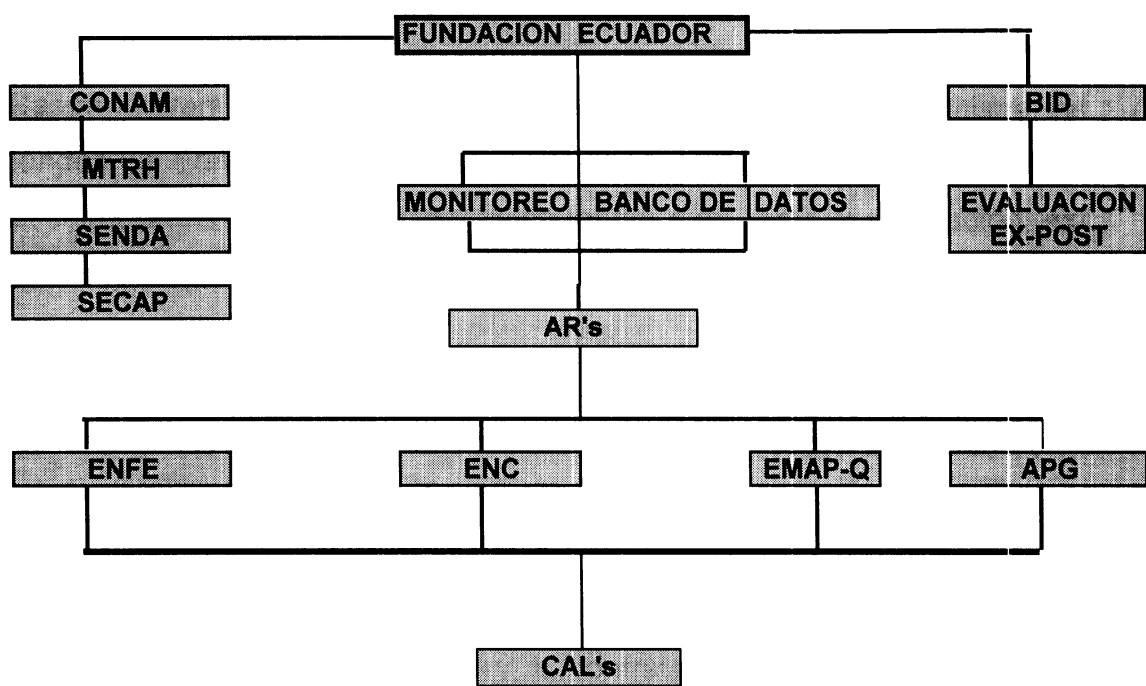 FUNDACION ECUADOR
CONAM
BID
MTRH
MONITOREO BANCO DE DATOS
EVALUACION
EX-POST
SENDA
SECAP
AR's
ENFE
ENC
EMAP-Q
APG
CAL's